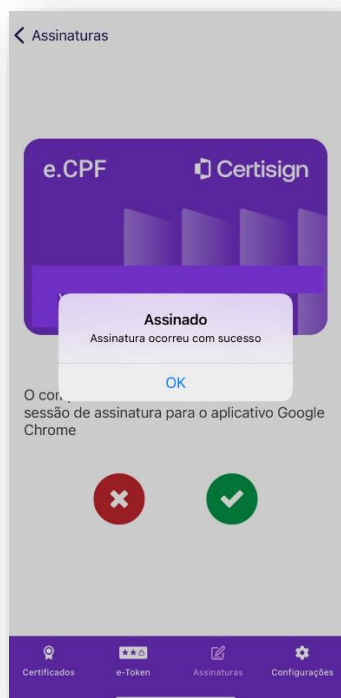 Assinaturas
e.CPF
Certisign
Assinado
Assinatura ocorreu com sucesso
OK
O
sessão de assinatura para o aplicativo Google
Chrome
Certificados
e-Token
Assinaturas
Configurações